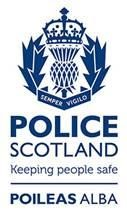 SEMPER VIGILO
POLICE
SCOTLAND
Keeping people safe
POILEAS ALBA